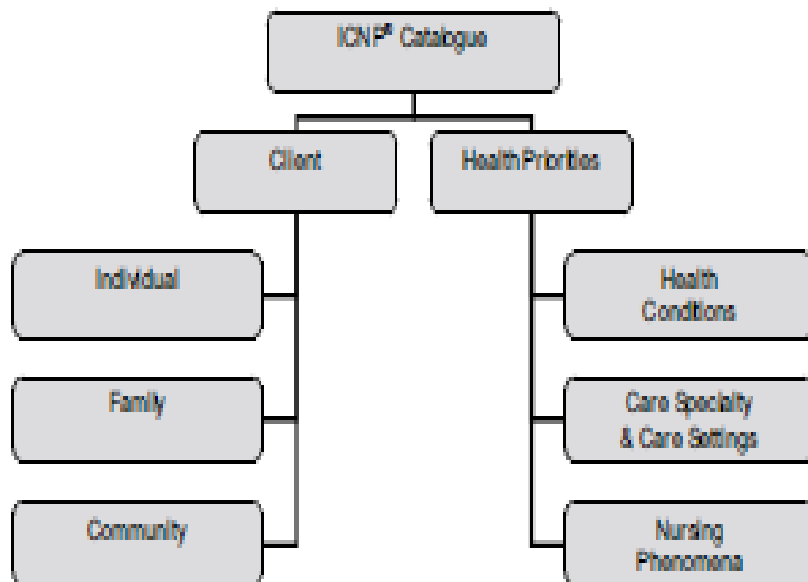 ICNP® Catalogue
Client
Health Priorities
Individual
Health
Conditions
Family
Care Specialty
& Care Settings
Community
Nursing
Phenomena